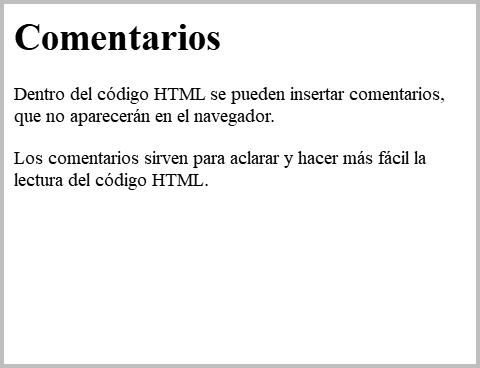 Comentarios
Dentro del código HTML se pueden insertar comentarios,
que no aparecerán en el navegador.
Los comentarios sirven para aclarar y hacer más fácil la
lectura del código HTML.